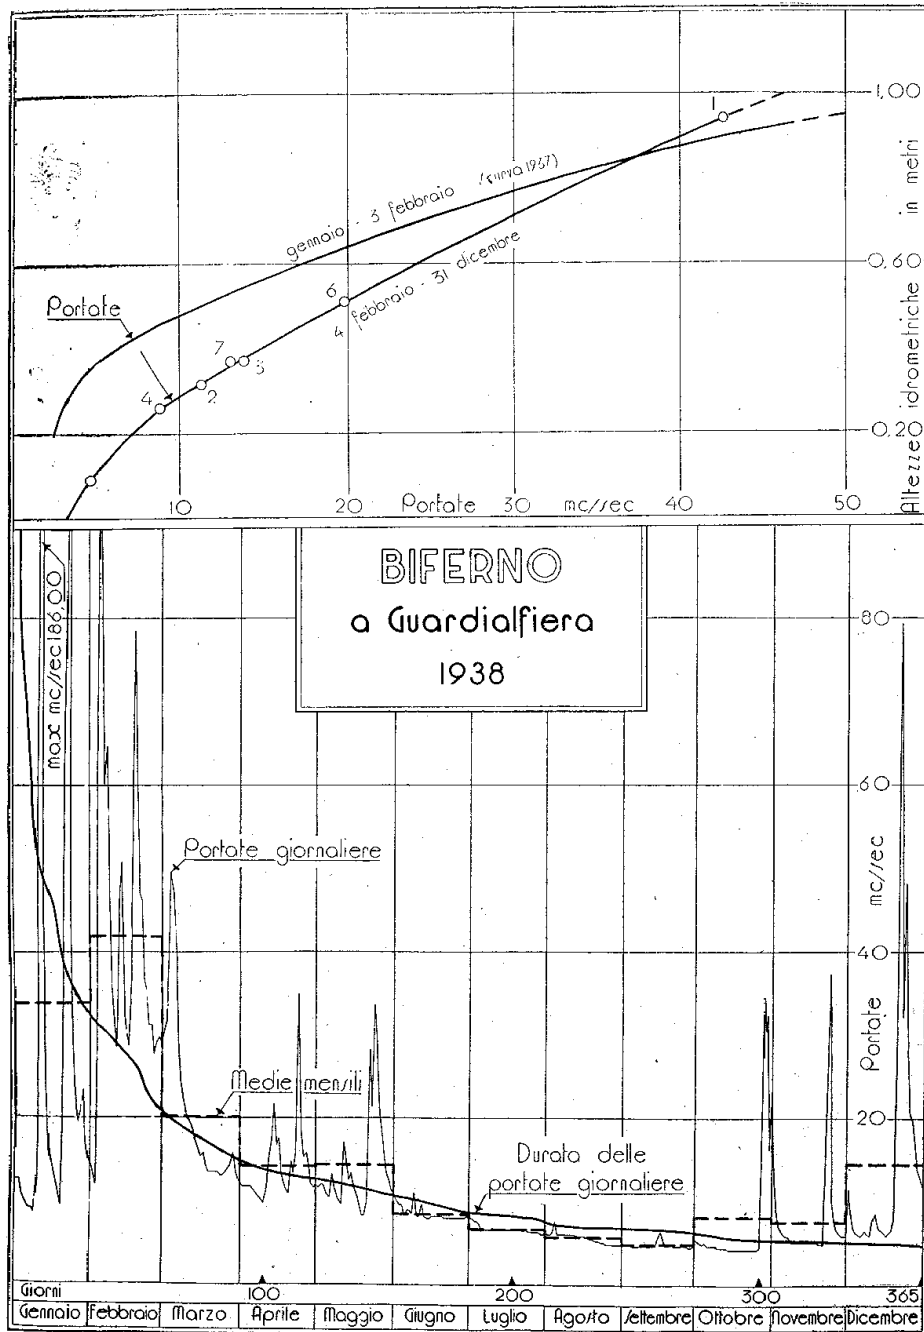 1
1,00
gennaio - 3 febbraio (curva 1937)
0,60
6
4 febbraio - 31 dicembre
Portate
7
3
4
2
0,20
10
20
Portate
30
mc/sec
40
50
Altezze idrometriche in metri
BIFERNO
a Guardialfiera
1938
max mc/sec 186,00
80
60
Portate giornaliere
mc/sec
40
Portate
Medie mensili
20
Durata delle
portate giornaliere
Giorni
100
200
300
365
Gennaio Febbraio Marzo Aprile Maggio Giugno Luglio Agosto Settembre Ottobre Novembre Dicembre